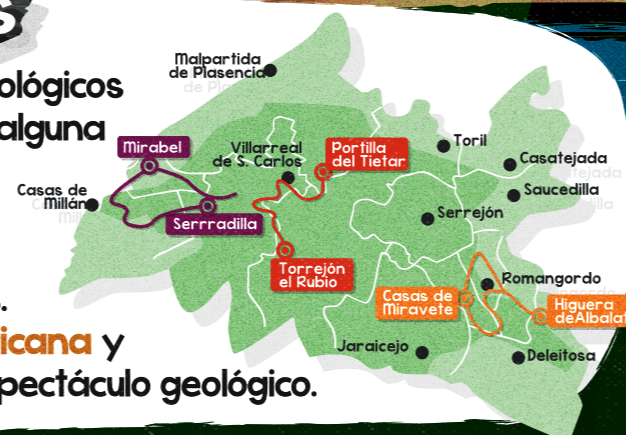 S
ológicos
alguna
.
icana y
pectáculo geológico.
Malpartida
de Plasencia
Mirabel
Villarreal
de S. Carlos
Portilla
del Tietar
Toril
Casatejada
Casas de
Millán
Saucedilla
Serrradilla
Serrejón
Torrejón
el Rubio
Romangordo
Casas de
Miravete
Higuera
deAlbalat
Jaraicejo
Deleitosa